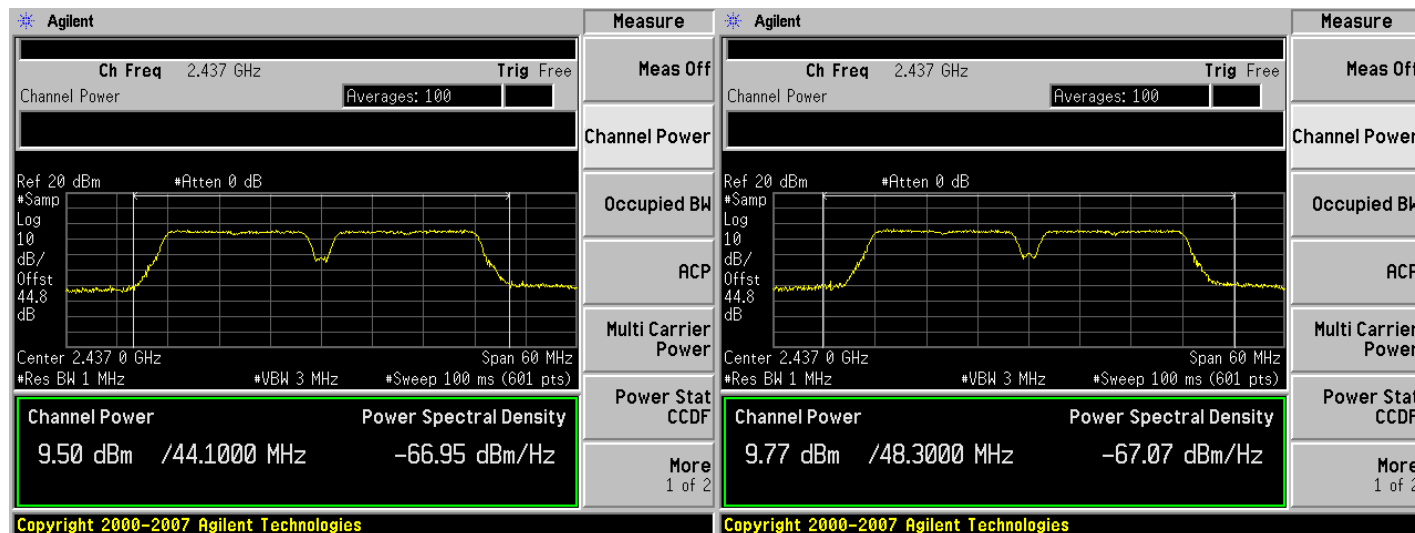 Agilent
Measure
Ch Freq 2.437 GHz Trig Free
Meas Off
Channel Power Averages: 100
Channel Power
Ref 20 dBm #Atten 0 dB
#Samp
Log
10
dB/
Offst
44.8
dB
Occupied BW
ACP
Multi Carrier
Power
Center 2.437 0 GHz Span 60 MHz
#Res BW 1 MHz #VBW 3 MHz #Sweep 100 ms (601 pts)
Power Stat
CCDF
Channel Power Power Spectral Density
9.50 dBm /44.1000 MHz -66.95 dBm/Hz
More
1 of 2
Copyright 2000-2007 Agilent Technologies
Agilent
Measure
Ch Freq 2.437 GHz Trig Free
Meas Off
Channel Power Averages: 100
Channel Power
Ref 20 dBm #Atten 0 dB
#Samp
Log
10
dB/
Offst
44.8
dB
Occupied BW
ACP
Multi Carrier
Power
Center 2.437 0 GHz Span 60 MHz
#Res BW 1 MHz #VBW 3 MHz #Sweep 100 ms (601 pts)
Power Stat
CCDF
Channel Power Power Spectral Density
9.77 dBm /48.3000 MHz -67.07 dBm/Hz
More
1 of 2
Copyright 2000-2007 Agilent Technologies